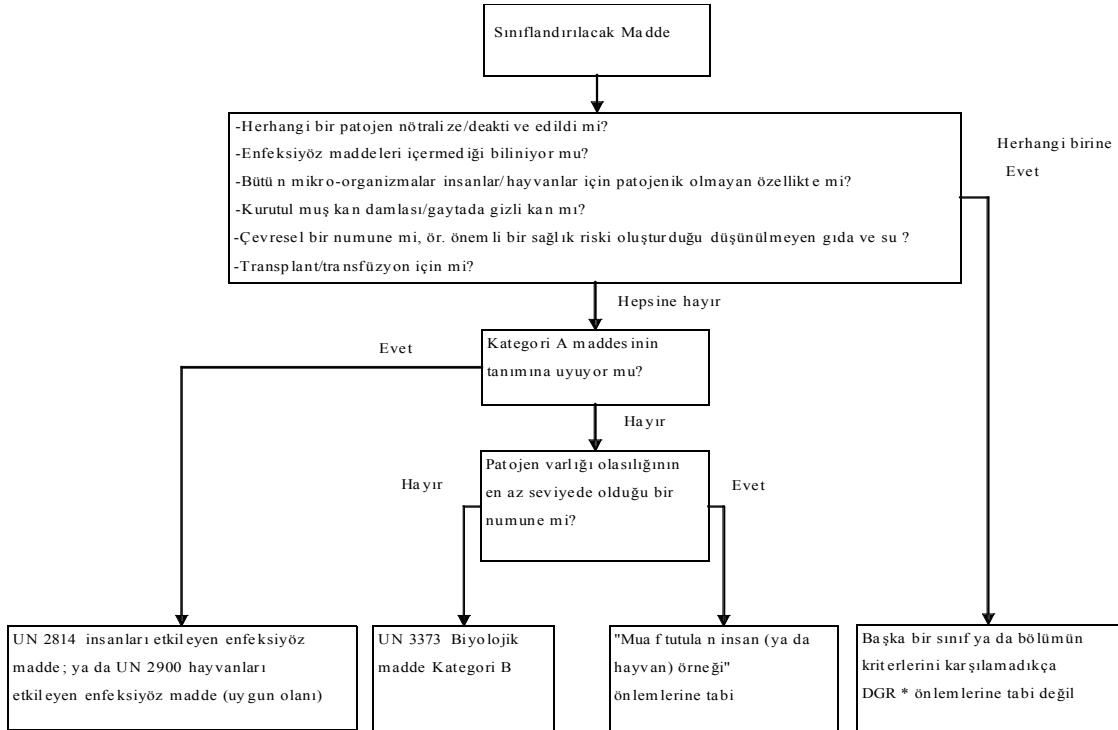 Sınıflandırılacak Madde
-Herhangi bir patojen nötralize/deaktive edildi mi?
-Enfeksiyöz maddeleri içermediği biliniyor mu?
-Bütün mikro-organizmalar insanlar/hayvanlar için patojenik olmayan özellikte mi?
-Kurutulmuş kan damlası/gaytada gizli kan mı?
-Çevresel bir numune mi, ör. önemli bir sağlık riski oluşturduğu düşünülmeyen gıda ve su ?
-Transplant/transfüzyon için mi?
Herhangi birine
Evet
Hepsine hayır
Evet
Kategori A maddesinin
tanımına uyuyor mu?
Hayır
Hayır
Patojen varlığı olasılığının
en az seviyede olduğu bir
numune mi?
Evet
UN 2814 insanları etkileyen enfeksiyöz
madde; ya da UN 2900 hayvanları
etkileyen enfeksiyöz madde (uygun olanı)
UN 3373 Biyolojik
madde Kategori B
"Muaf tutulan insan (ya da
hayvan) örneği"
önlemlerine tabi
Başka bir sınıf ya da bölümün
kriterlerini karşılamadıkça
DGR * önlemlerine tabi değil